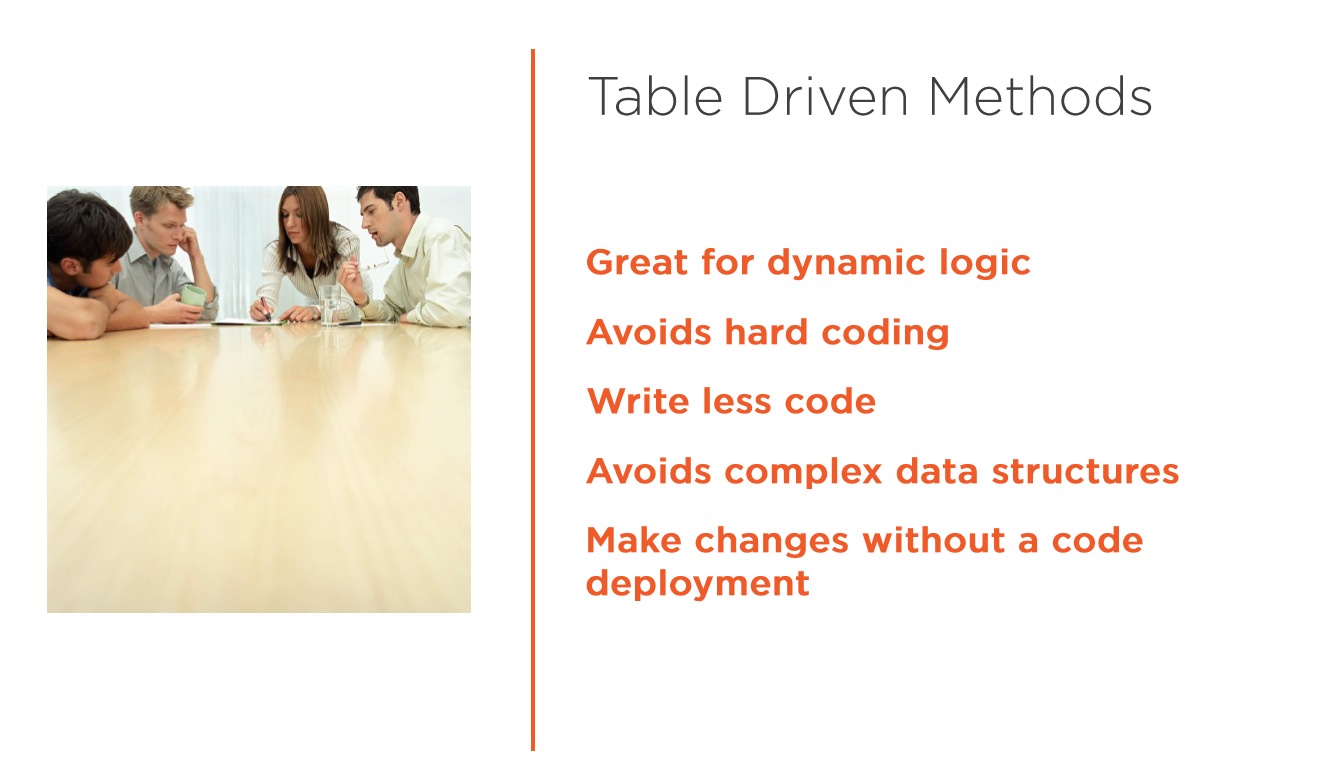 Table Driven Methods
Great for dynamic logic
Avoids hard coding
Write less code
Avoids complex data structures
Make changes without a code
deployment